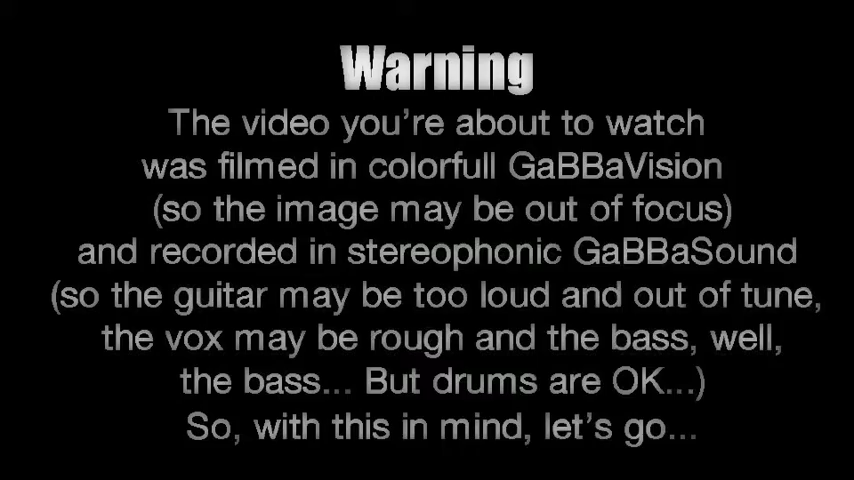 Warning
The video you're about to watch
was filmed in colorfull GaBBaVision
(so the image may be out of focus)
and recorded in stereophonic GaBBaSound
(so the guitar may be too loud and out of tune,
the vox may be rough and the bass, well,
the bass... But drums are OK...)
So, with this in mind, let's go...